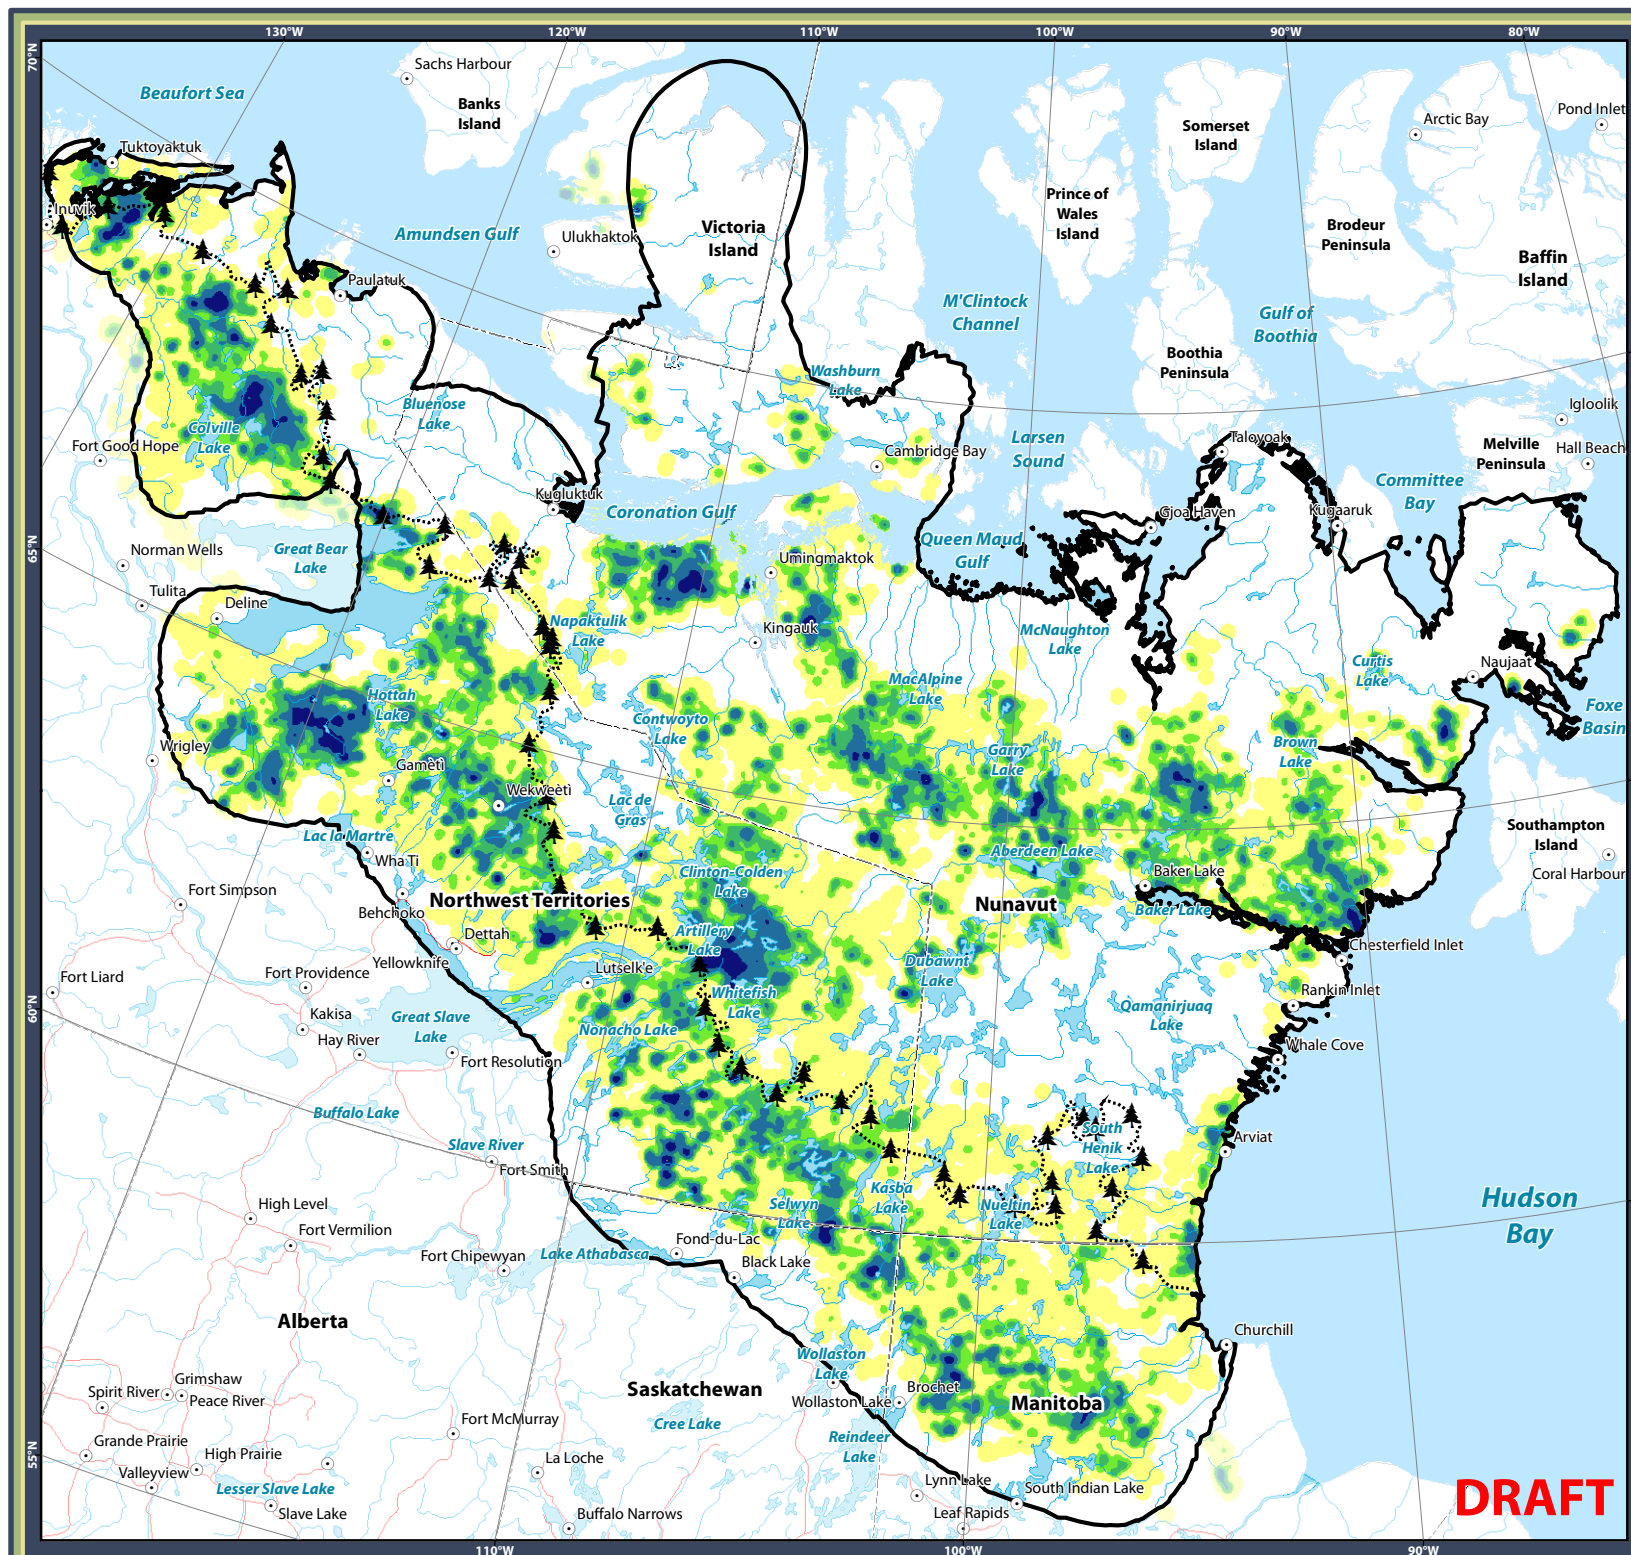 130°W
120°W
110°W
100°W
90°W
80°W
70°N
Sachs Harbour
Beaufort Sea
Banks
Island
Arctic Bay
Pond Inlet
Somerset
Island
Tuktoyaktuk
Inuvik
Prince of
Wales
Island
Victoria
Island
Amundsen Gulf
Ulukhaktok
Brodeur
Peninsula
Baffin
Island
Paulatuk
M'Clintock
Channel
Gulf of
Boothia
Boothia
Peninsula
Washburn
Lake
Bluenose
Lake
Igloolik
Colville
Lake
Fort Good Hope
Larsen
Sound
Taloyoak
Melville
Peninsula
Hall Beach
Cambridge Bay
Committee
Bay
Kugluktuk
Coronation Gulf
Gjoa Haven
Kugaaruk
65°N
Norman Wells
Great Bear
Lake
Queen Maud
Gulf
Umingmaktok
Tulita
Deline
Napaktulik
Lake
Kingauk
McNaughton
Lake
Curtis
Lake
Naujaat
Hottah
Lake
MacAlpine
Lake
Foxe
Basin
Contwoyto
Lake
Wrigley
Garry
Lake
Brown
Lake
Gamètì
Wekweètì
Lac de
Gras
Lac la Martre
Wha Ti
Aberdeen Lake
Southampton
Island
Clinton-Colden
Lake
Baker Lake
Coral Harbour
Fort Simpson
Northwest Territories
Nunavut
Behchoko
Baker Lake
Dettah
Artillery
Lake
Chesterfield Inlet
Yellowknife
Fort Liard
Fort Providence
Lutselk'e
Dubawnt
Lake
Rankin Inlet
60°N
Kakisa
Great Slave
Lake
Whitefish
Lake
Nonacho Lake
Qamanirjuaq
Lake
Hay River
Whale Cove
Fort Resolution
Buffalo Lake
Slave River
South
Henik
Lake
Arviat
Fort Smith
Kasba
Lake
Nueltin
Lake
Selwyn
Lake
Hudson
Bay
High Level
Fort Vermilion
Fort Chipewyan
Lake Athabasca
Fond-du-Lac
Black Lake
Alberta
Churchill
Wollaston
Lake
Grimshaw
Spirit River
Peace River
Saskatchewan
Brochet
Wollaston Lake
Manitoba
Cree Lake
Fort McMurray
Reindeer
Lake
Grande Prairie
High Prairie
55°N
Valleyview
Lesser Slave Lake
La Loche
Lynn Lake
South Indian Lake
Slave Lake
Buffalo Narrows
Leaf Rapids
DRAFT
110°W
100°W
90°W